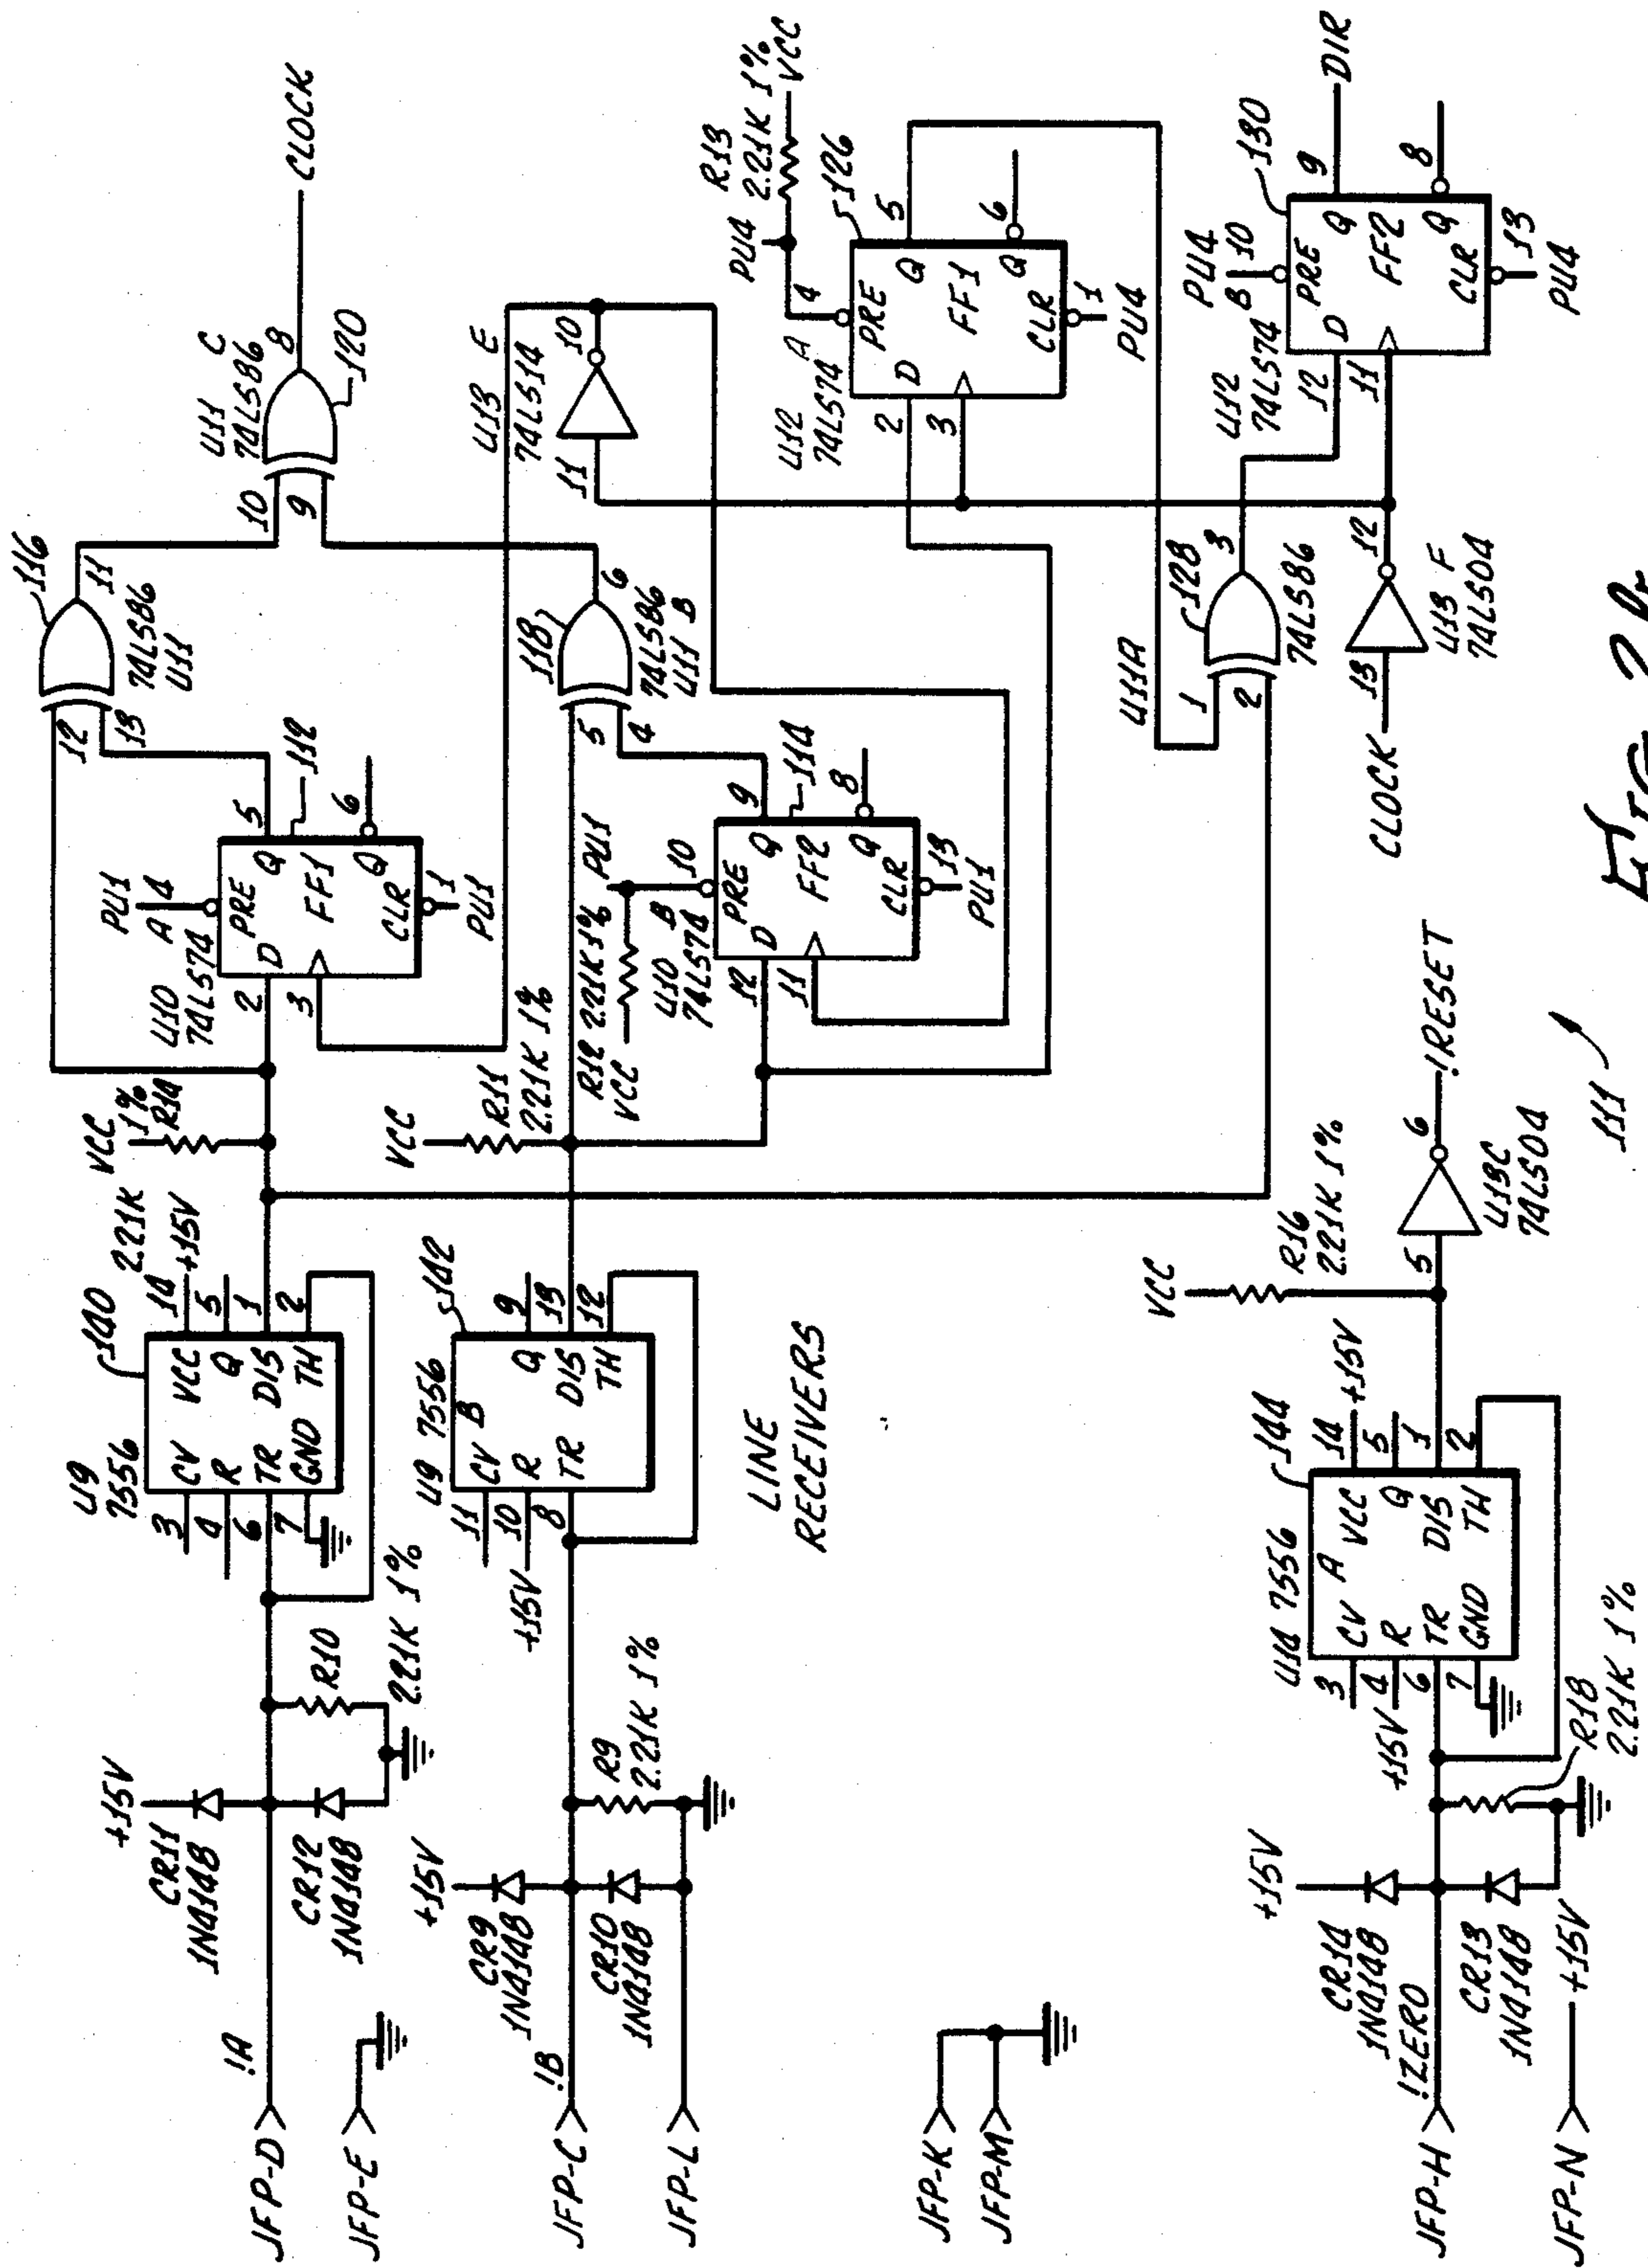 JFP-D
!A
+15V
CR11
1N4148
CR12
1N4148
R10
2.21K 1%
JFP-E
U9
7556
140
3
CV
VCC
14
+15V
4
R
Q
5
6
TR
DIS
1
7
GND
TH
2
2.21K
VCC
1%
R14
U10
74LS74
A
PU1
4
PRE
2
D
Q
5
112
FF1
3
Q
6
CLR
1
PU1
12
13
116
11
74LS86
U11
10
9
U11 C
74LS86
8
120
CLOCK
JFP-C
!B
+15V
CR9
1N4148
CR10
1N4148
R9
2.21K 1%
JFP-L
U9 7556
142
B
11
CV
10
R
+15V
Q
9
8
TR
DIS
13
TH
12
VCC
R11
2.21K 1%
R12 2.21K 1%
VCC
PU1
U10 B
74LS74
10
PRE
12
D
Q
9
114
FF2
11
Q
8
CLR
13
PU1
118
5
4
6
74LS86
U11 B
U13 E
74LS14
11
10
LINE
RECEIVERS
PU4
R13
2.21K 1%
VCC
U12 A
74LS74
4
PRE
126
2
D
Q
5
FF1
3
Q
6
CLR
1
PU4
JFP-K
JFP-M
U11A
1
2
128
3
74LS86
CLOCK
13
12
U13 F
74LS04
U12 B
74LS74
PU4
10
PRE
130
12
D
Q
9
DIR
FF2
11
Q
8
CLR
13
PU4
JFP-H
!ZERO
+15V
CR14
1N4148
CR13
1N4148
R18
2.21K 1%
JFP-N
+15V
U14 7556
144
A
3
CV
VCC
14
+15V
4
R
+15V
Q
5
6
TR
DIS
1
7
GND
TH
2
VCC
R16
2.21K 1%
5
6
U13C
74LS04
!RESET
111